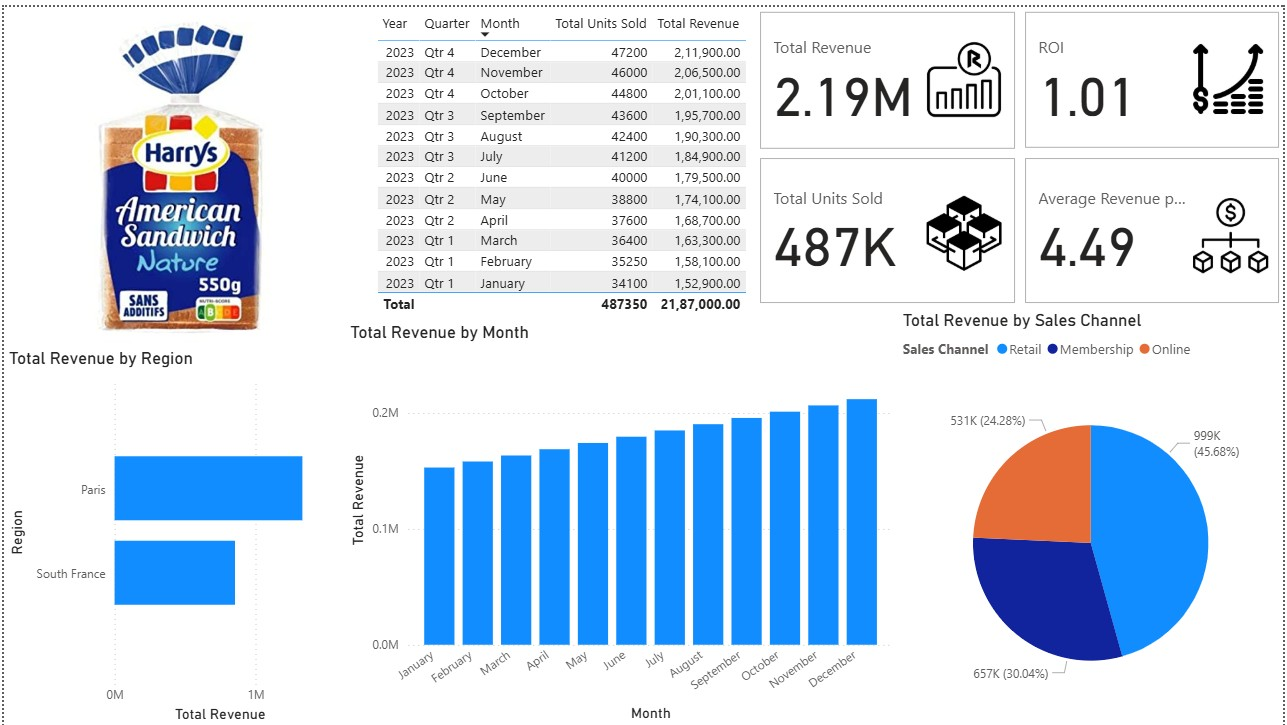 Harrys
American
Sandwich
Nature
550g
SANS
ADDITIFS
NUTRI-SCORE
A B C D E
Year Quarter Month Total Units Sold Total Revenue
2023 Qtr 4 December 47200 2,11,900.00
2023 Qtr 4 November 46000 2,06,500.00
2023 Qtr 4 October 44800 2,01,100.00
2023 Qtr 3 September 43600 1,95,700.00
2023 Qtr 3 August 42400 1,90,300.00
2023 Qtr 3 July 41200 1,84,900.00
2023 Qtr 2 June 40000 1,79,500.00
2023 Qtr 2 May 38800 1,74,100.00
2023 Qtr 2 April 37600 1,68,700.00
2023 Qtr 1 March 36400 1,63,300.00
2023 Qtr 1 February 35250 1,58,100.00
2023 Qtr 1 January 34100 1,52,900.00
Total 487350 21,87,000.00
Total Revenue
2.19M
R
ROI
1.01
$
Total Units Sold
487K
Average Revenue p...
4.49
$
Total Revenue by Region
Region
Paris
South France
0M 1M
Total Revenue
Total Revenue by Month
Total Revenue
0.2M
0.1M
0.0M
January February March April May June July August September October November December
Month
Total Revenue by Sales Channel
Sales Channel Retail Membership Online
531K (24.28%)
999K
(45.68%)
657K (30.04%)